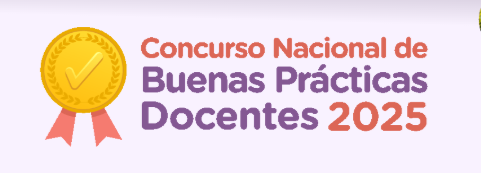 Concurso Nacional de
Buenas Prácticas
Docentes 2025